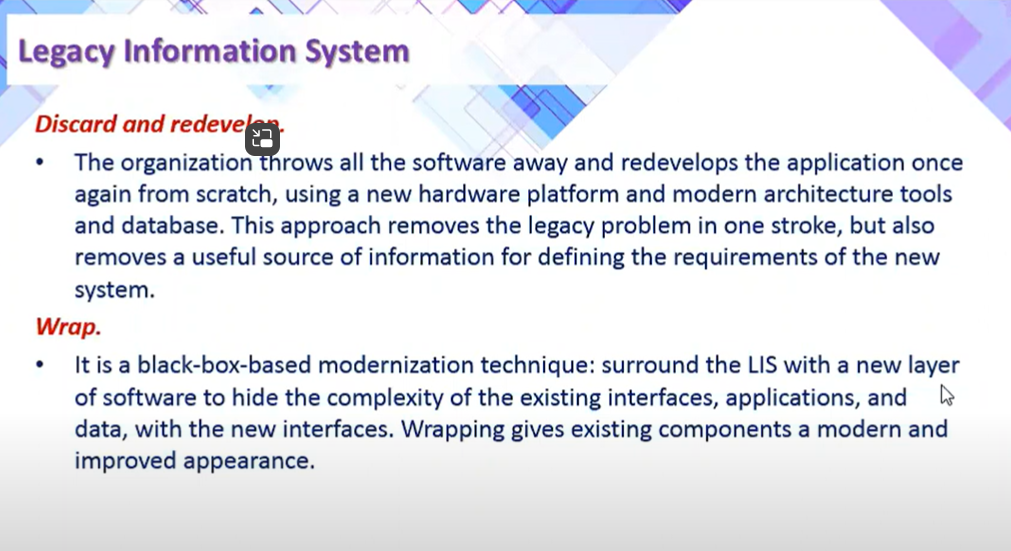 Legacy Information System
Discard and redevelop.
• The organization throws all the software away and redevelops the application once
again from scratch, using a new hardware platform and modern architecture tools
and database. This approach removes the legacy problem in one stroke, but also
removes a useful source of information for defining the requirements of the new
system.
Wrap.
• It is a black-box-based modernization technique: surround the LIS with a new layer
of software to hide the complexity of the existing interfaces, applications, and
data, with the new interfaces. Wrapping gives existing components a modern and
improved appearance.